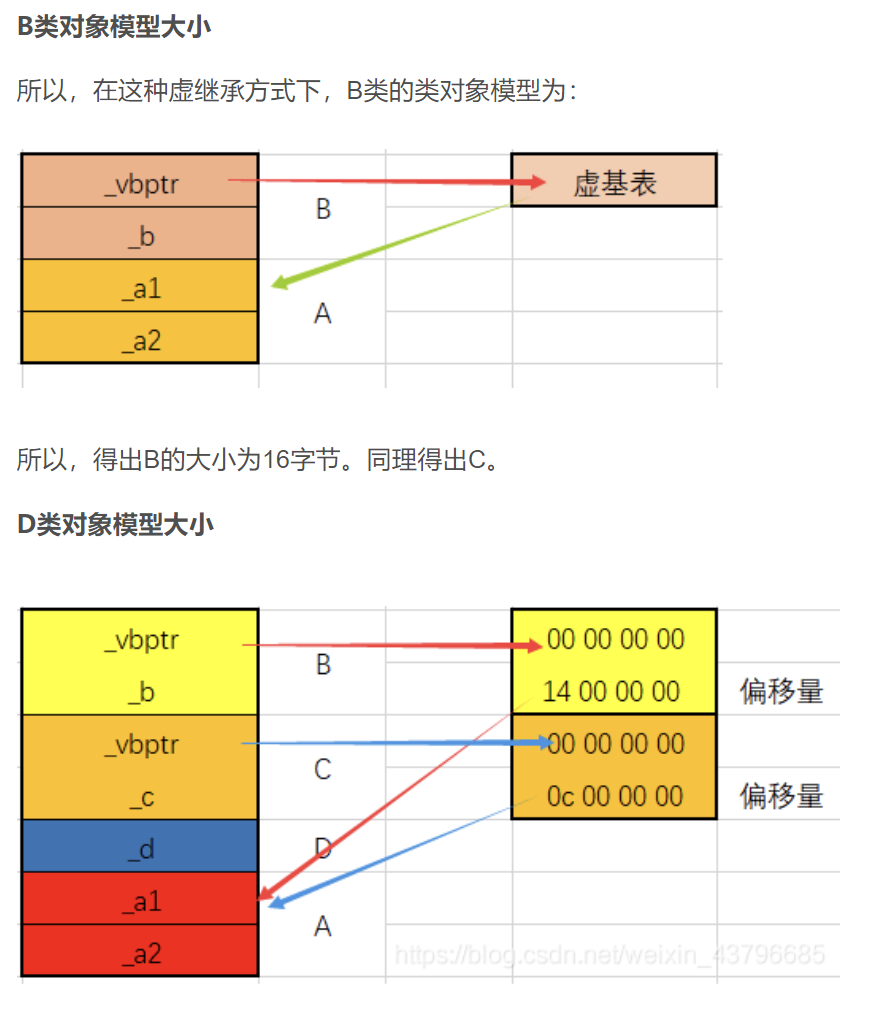 B类对象模型大小
所以，在这种虚继承方式下，B类的类对象模型为：
_vbptr
虚基表
B
_b
_a1
A
_a2
所以，得出B的大小为16字节。同理得出C。
D类对象模型大小
_vbptr
00 00 00 00
B
_b
14 00 00 00
偏移量
_vbptr
00 00 00 00
C
_c
0c 00 00 00
偏移量
_d
D
_a1
A
_a2
https://blog.csdn.net/weixin_43796685